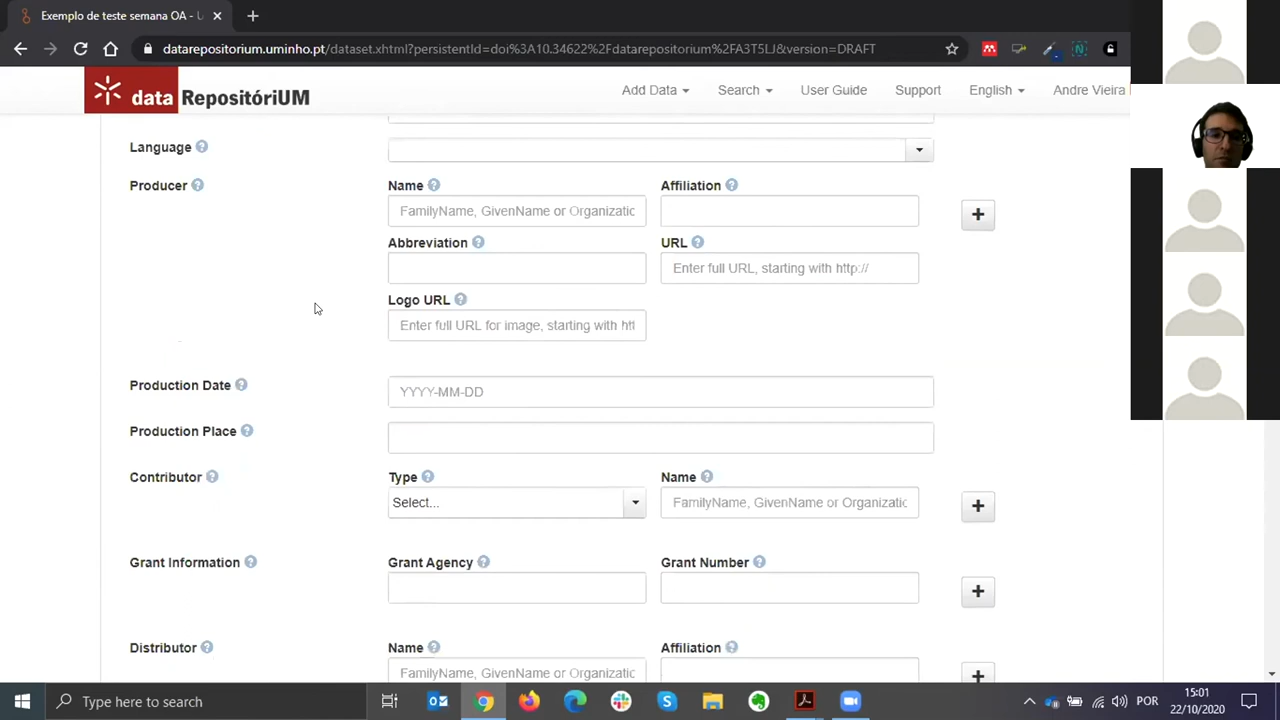 Exemplo de teste semana OA - U
datarepositorium.uminho.pt/dataset.xhtml?persistentId=doi%3A10.34622%2Fdatarepositorium%2FA3T5LJ&version=DRAFT
data RepositóriUM
Add Data
Search
User Guide
Support
English
Andre Vieira
Language
Producer
Name
Affiliation
FamilyName, GivenName or Organizatic
Abbreviation
URL
Enter full URL, starting with http://
Logo URL
Enter full URL for image, starting with htt
Production Date
YYYY-MM-DD
Production Place
Contributor
Type
Name
Select...
FamilyName, GivenName or Organizatic
Grant Information
Grant Agency
Grant Number
Distributor
Name
Affiliation
FamilyName, GivenName or Organizatic
Type here to search
POR
15:01
22/10/2020